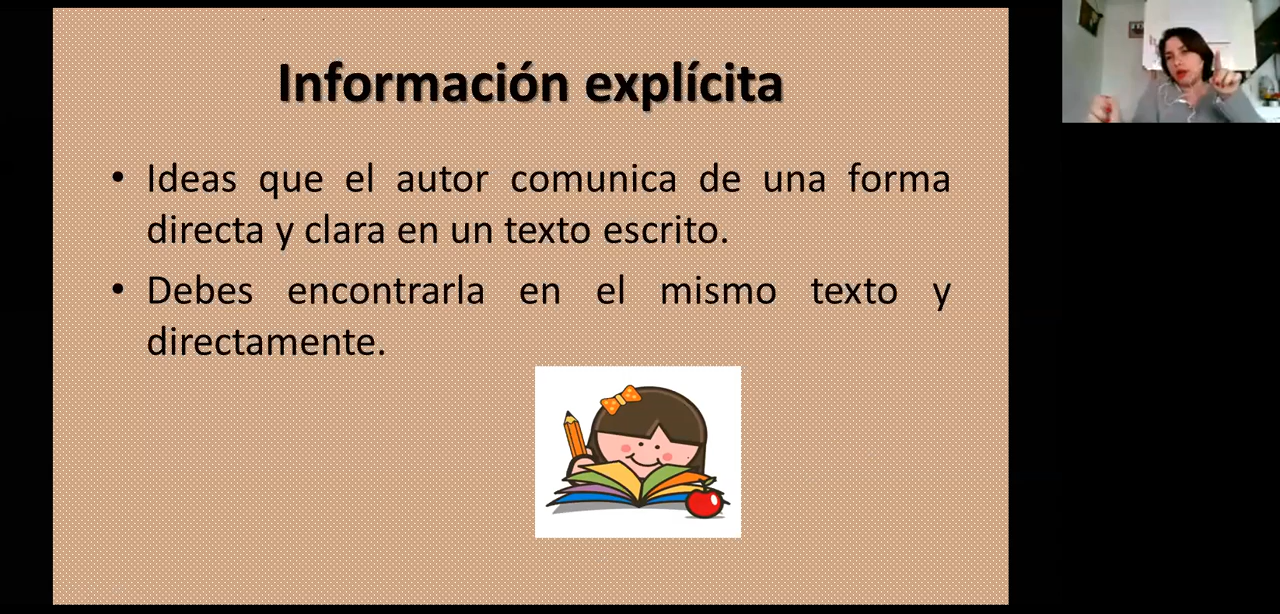 Información explícita
• Ideas que el autor comunica de una forma
directa y clara en un texto escrito.
• Debes encontrarla en el mismo texto y
directamente.